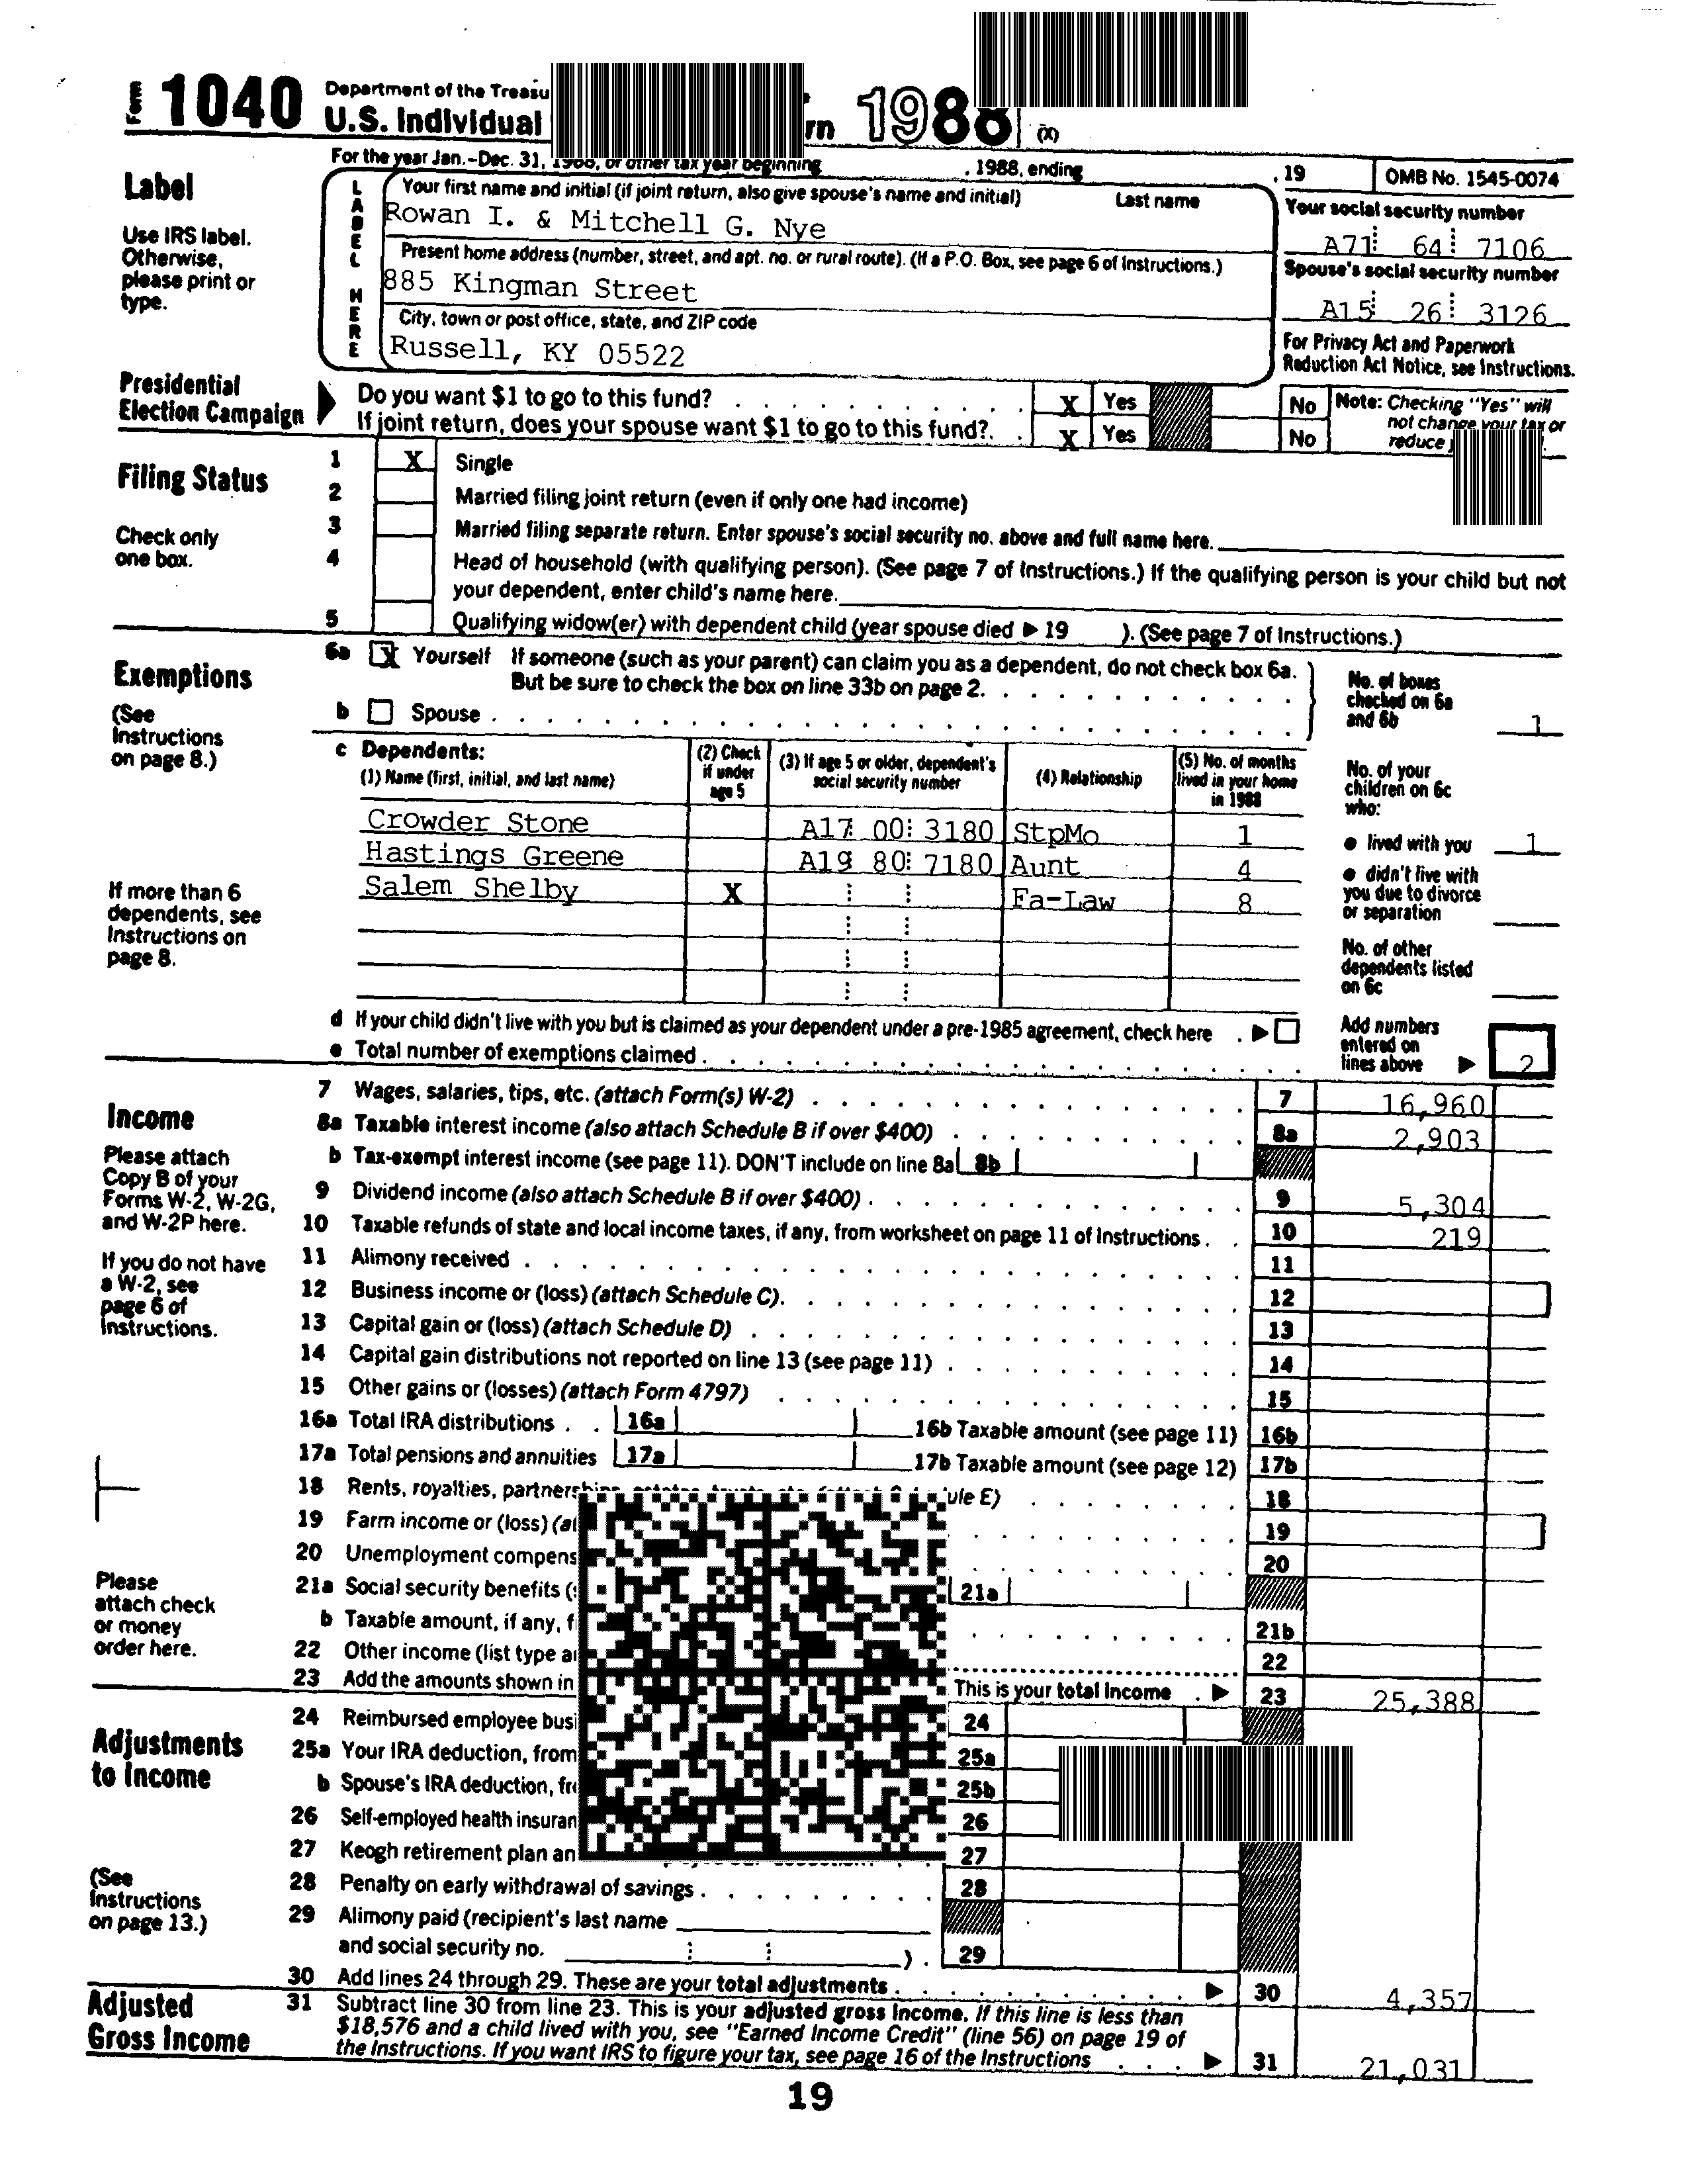 Form 1040 Department of the Treasu
U.S. Individual rn 1988 (X)
For the year Jan.-Dec. 31, 1988, or other tax year beginning , 1988, ending , 19 OMB No. 1545-0074
Label
Use IRS label.
Otherwise,
please print or
type.
LABEL HERE
Your first name and initial (if joint return, also give spouse's name and initial) Last name
Rowan I. & Mitchell G. Nye
Present home address (number, street, and apt. no. or rural route). (If a P.O. Box, see page 6 of Instructions.)
885 Kingman Street
City, town or post office, state, and ZIP code
Russell, KY 05522
Your social security number
A71 64 7106
Spouse's social security number
A15 26 3126
For Privacy Act and Paperwork
Reduction Act Notice, see Instructions.
Presidential
Election Campaign
Do you want $1 to go to this fund? X Yes No
If joint return, does your spouse want $1 to go to this fund?. X Yes No
Note: Checking "Yes" will
not change your tax or
reduce
Filing Status
Check only
one box.
1 X Single
2 Married filing joint return (even if only one had income)
3 Married filing separate return. Enter spouse's social security no. above and full name here.
4 Head of household (with qualifying person). (See page 7 of Instructions.) If the qualifying person is your child but not
your dependent, enter child's name here.
5 Qualifying widow(er) with dependent child (year spouse died ▶ 19 ). (See page 7 of Instructions.)
Exemptions
(See
Instructions
on page 8.)
6a X Yourself If someone (such as your parent) can claim you as a dependent, do not check box 6a.
But be sure to check the box on line 33b on page 2.
b Spouse
No. of boxes
checked on 6a
and 6b 1
c Dependents:
(1) Name (first, initial, and last name)
(2) Check
if under
age 5
(3) If age 5 or older, dependent's
social security number
(4) Relationship
(5) No. of months
lived in your home
in 1988
Crowder Stone A17 00 3180 StpMo 1
Hastings Greene A19 80 7180 Aunt 4
Salem Shelby X Fa-Law 8
If more than 6
dependents, see
Instructions on
page 8.
No. of your
children on 6c
who:
● lived with you 1
● didn't live with
you due to divorce
or separation
No. of other
dependents listed
on 6c
d If your child didn't live with you but is claimed as your dependent under a pre-1985 agreement, check here . ▶
e Total number of exemptions claimed
Add numbers
entered on
lines above ▶ 2
Income
Please attach
Copy B of your
Forms W-2, W-2G,
and W-2P here.
If you do not have
a W-2, see
page 6 of
Instructions.
Please
attach check
or money
order here.
7 Wages, salaries, tips, etc. (attach Form(s) W-2) 7 16,960
8a Taxable interest income (also attach Schedule B if over $400) 8a 2,903
b Tax-exempt interest income (see page 11). DON'T include on line 8a 8b
9 Dividend income (also attach Schedule B if over $400) 9 5,304
10 Taxable refunds of state and local income taxes, if any, from worksheet on page 11 of Instructions 10 219
11 Alimony received 11
12 Business income or (loss) (attach Schedule C). 12
13 Capital gain or (loss) (attach Schedule D) 13
14 Capital gain distributions not reported on line 13 (see page 11) 14
15 Other gains or (losses) (attach Form 4797) 15
16a Total IRA distributions 16a 16b Taxable amount (see page 11) 16b
17a Total pensions and annuities 17a 17b Taxable amount (see page 12) 17b
18 Rents, royalties, ule E) 18
19 Farm income or (loss) 19
20 Unemployment compens 20
21a Social security benefits 21a
b Taxable amount, if any, 21b
22 Other income (list type 22
23 Add the amounts shown in This is your total income . ▶ 23 25,388
Adjustments
to Income
(See
Instructions
on page 13.)
24 Reimbursed employee busi 24
25a Your IRA deduction, from 25a
b Spouse's IRA deduction, 25b
26 Self-employed health insuran 26
27 Keogh retirement plan an 27
28 Penalty on early withdrawal of savings 28
29 Alimony paid (recipient's last name
and social security no. ). 29
30 Add lines 24 through 29. These are your total adjustments ▶ 30 4,357
Adjusted
Gross Income
31 Subtract line 30 from line 23. This is your adjusted gross income. If this line is less than
$18,576 and a child lived with you, see "Earned Income Credit" (line 56) on page 19 of
the Instructions. If you want IRS to figure your tax, see page 16 of the Instructions ▶ 31 21,031
19